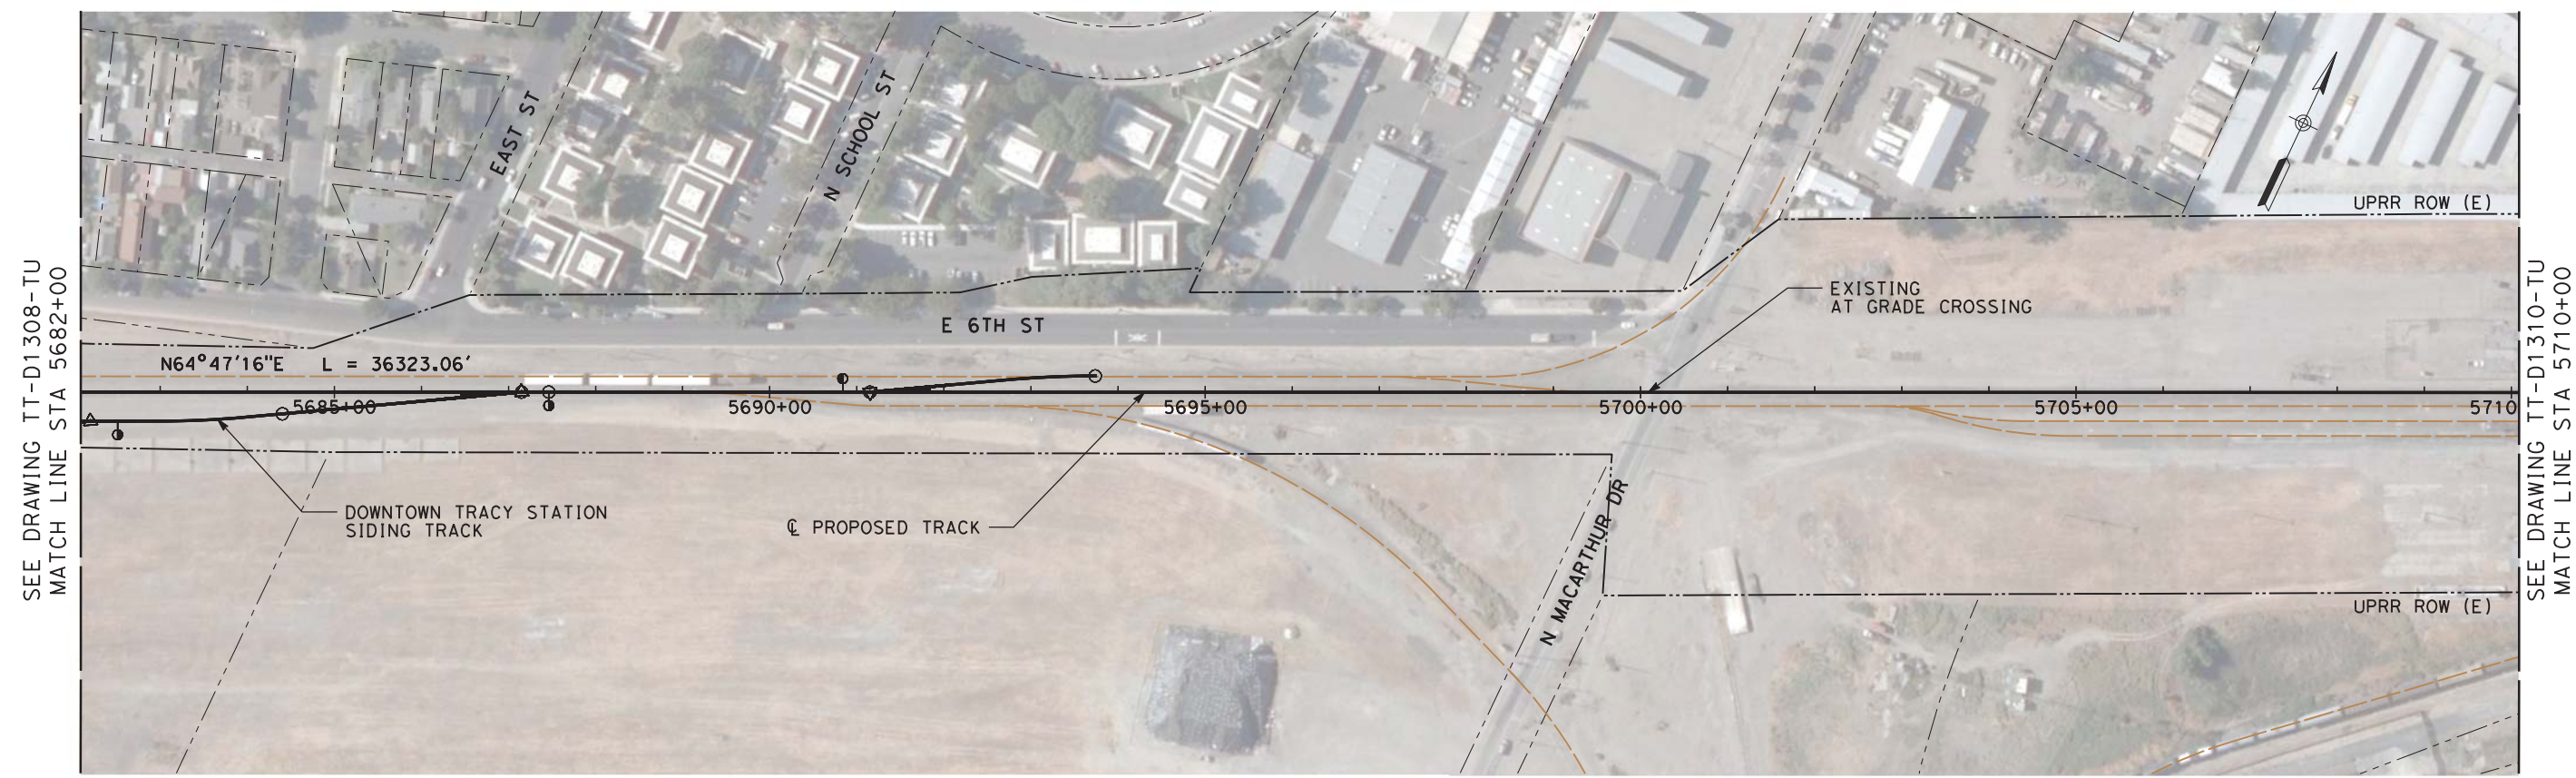 SEE DRAWING TT-D1308-TU
MATCH LINE STA 5682+00
EAST ST
N SCHOOL ST
UPRR ROW (E)
EXISTING
AT GRADE CROSSING
E 6TH ST
N64°47'16"E L = 36323.06'
5685+00
5690+00
5695+00
5700+00
5705+00
5710
DOWNTOWN TRACY STATION
SIDING TRACK
℄ PROPOSED TRACK
N MACARTHUR DR
UPRR ROW (E)
SEE DRAWING TT-D1310-TU
MATCH LINE STA 5710+00